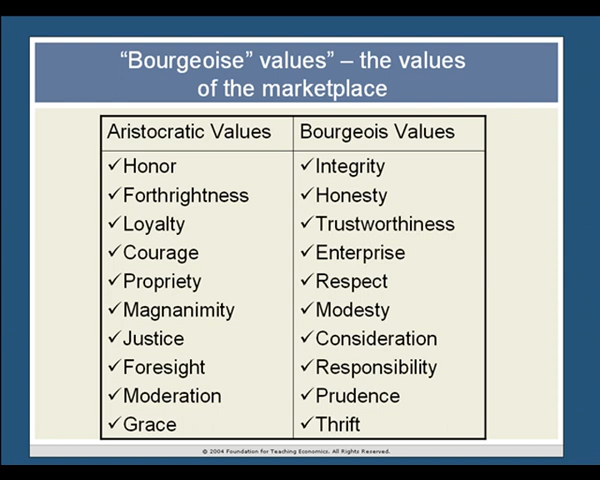 “Bourgeoise” values” – the values
of the marketplace
Aristocratic Values Bourgeois Values
✓Honor ✓Integrity
✓Forthrightness ✓Honesty
✓Loyalty ✓Trustworthiness
✓Courage ✓Enterprise
✓Propriety ✓Respect
✓Magnanimity ✓Modesty
✓Justice ✓Consideration
✓Foresight ✓Responsibility
✓Moderation ✓Prudence
✓Grace ✓Thrift
© 2004 Foundation for Teaching Economics. All Rights Reserved.